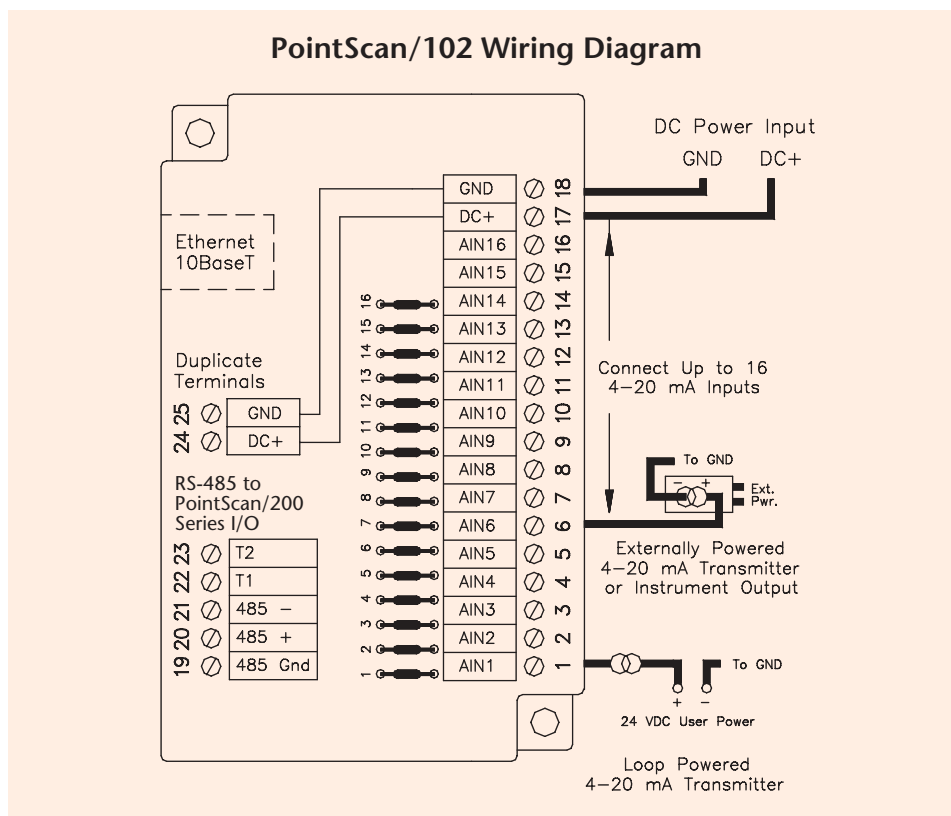 PointScan/102 Wiring Diagram
DC Power Input
GND DC+
GND 18
DC+ 17
AIN16 16
AIN15 15
AIN14 14
AIN13 13
AIN12 12
AIN11 11
AIN10 10
AIN9 9
AIN8 8
AIN7 7
AIN6 6
AIN5 5
AIN4 4
AIN3 3
AIN2 2
AIN1 1
Ethernet
10BaseT
16
15
14
13
12
11
10
9
8
7
6
5
4
3
2
1
Duplicate
Terminals
25 GND
24 DC+
RS-485 to
PointScan/200
Series I/O
23 T2
22 T1
21 485 –
20 485 +
19 485 Gnd
Connect Up to 16
4–20 mA Inputs
To GND
– +
Ext.
Pwr.
Externally Powered
4–20 mA Transmitter
or Instrument Output
To GND
+ –
24 VDC User Power
Loop Powered
4–20 mA Transmitter